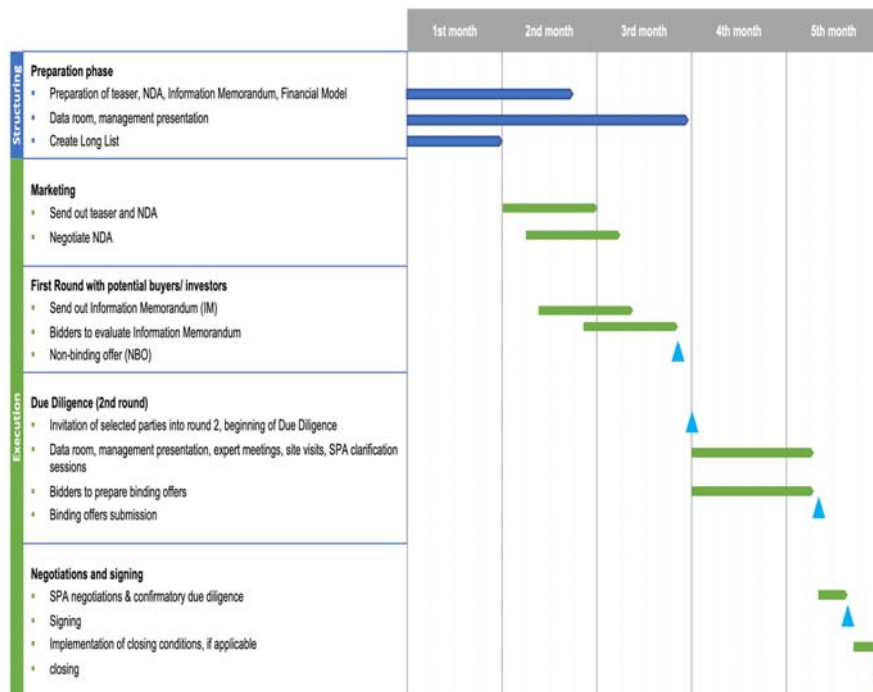 1st month 2nd month 3rd month 4th month 5th month
Structuring
Preparation phase
Preparation of teaser, NDA, Information Memorandum, Financial Model
Data room, management presentation
Create Long List
Execution
Marketing
Send out teaser and NDA
Negotiate NDA
First Round with potential buyers/ investors
Send out Information Memorandum (IM)
Bidders to evaluate Information Memorandum
Non-binding offer (NBO)
Due Diligence (2nd round)
Invitation of selected parties into round 2, beginning of Due Diligence
Data room, management presentation, expert meetings, site visits, SPA clarification
sessions
Bidders to prepare binding offers
Binding offers submission
Negotiations and signing
SPA negotiations & confirmatory due diligence
Signing
Implementation of closing conditions, if applicable
closing